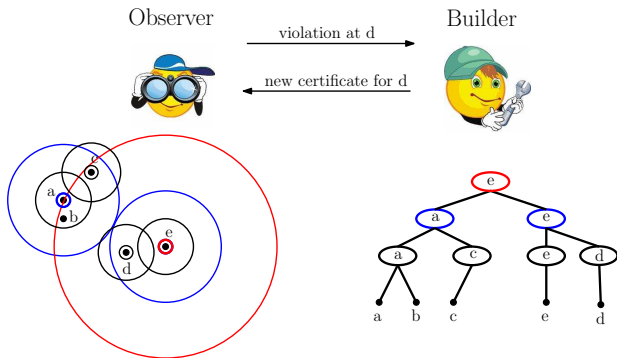 Observer
Builder
violation at d
new certificate for d
c
a
b
e
d
e
a
e
a
c
e
d
a
b
c
e
d